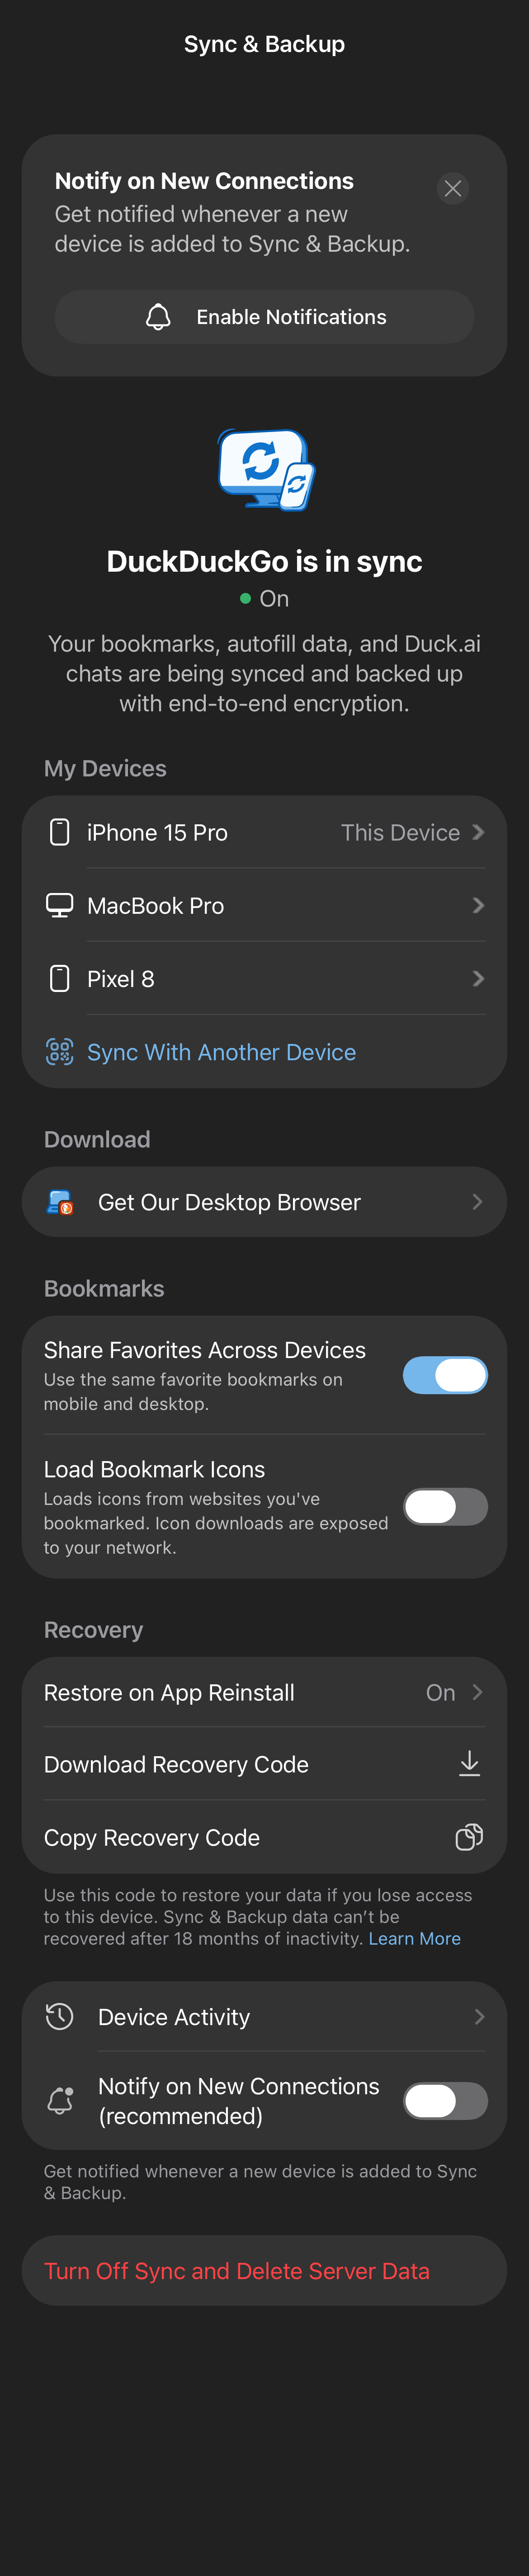 Sync & Backup
Notify on New Connections
Get notified whenever a new
device is added to Sync & Backup.
Enable Notifications
DuckDuckGo is in sync
On
Your bookmarks, autofill data, and Duck.ai
chats are being synced and backed up
with end-to-end encryption.
My Devices
iPhone 15 Pro This Device
MacBook Pro
Pixel 8
Sync With Another Device
Download
Get Our Desktop Browser
Bookmarks
Share Favorites Across Devices
Use the same favorite bookmarks on
mobile and desktop.
Load Bookmark Icons
Loads icons from websites you've
bookmarked. Icon downloads are exposed
to your network.
Recovery
Restore on App Reinstall On
Download Recovery Code
Copy Recovery Code
Use this code to restore your data if you lose access
to this device. Sync & Backup data can’t be
recovered after 18 months of inactivity. Learn More
Device Activity
Notify on New Connections
(recommended)
Get notified whenever a new device is added to Sync
& Backup.
Turn Off Sync and Delete Server Data